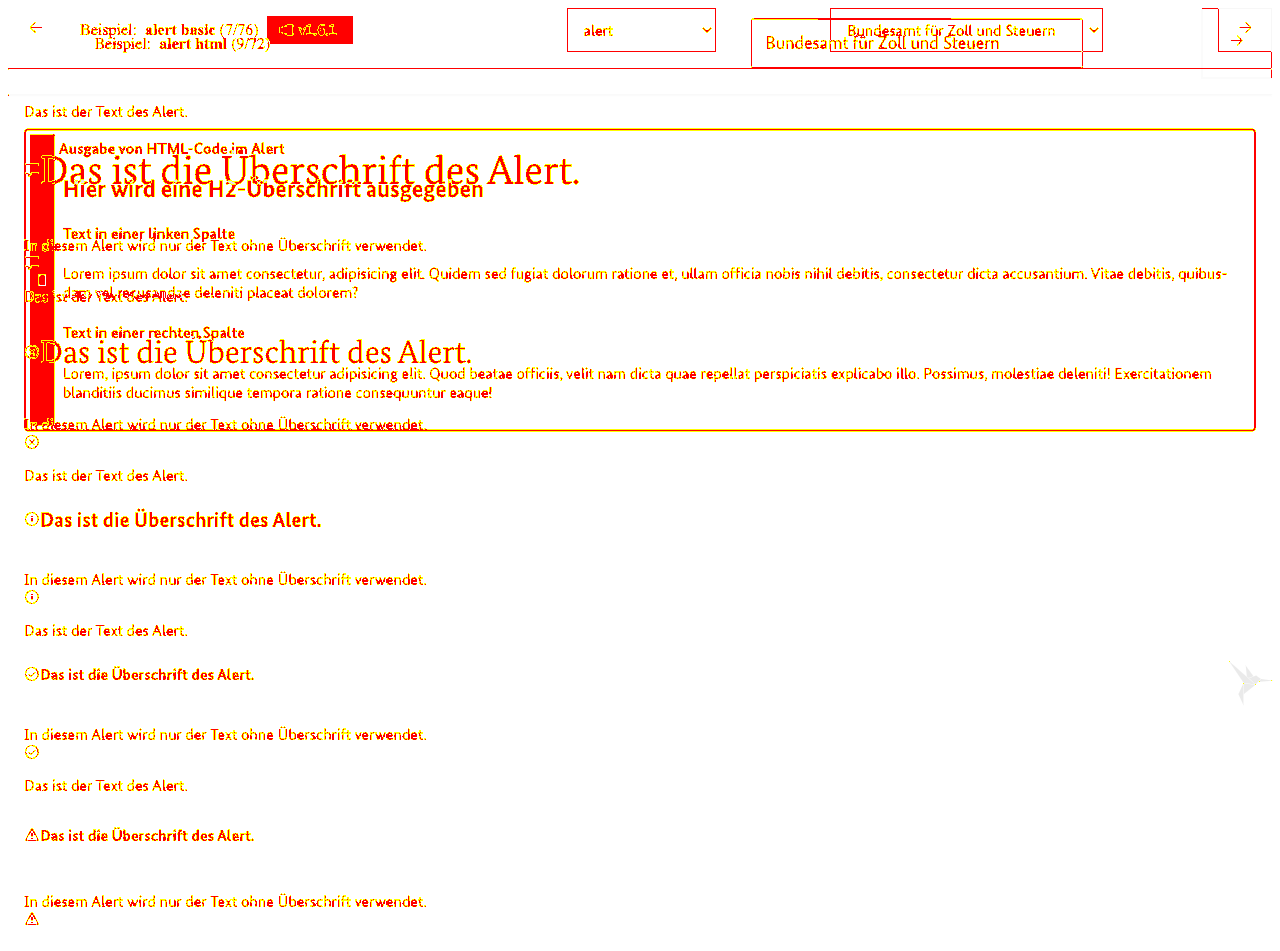 Beispiel: alert basic (7/76) v1.6.1 alert Bundesamt für Zoll und Steuern
Beispiel: alert html (9/72) Bundesamt für Zoll und Steuern
Das ist der Text des Alert.
Ausgabe von HTML-Code im Alert
Das ist die Überschrift des Alert.
Hier wird eine H2-Überschrift ausgegeben
Text in einer linken Spalte
In diesem Alert wird nur der Text ohne Überschrift verwendet.
Lorem ipsum dolor sit amet consectetur, adipisicing elit. Quidem sed fugiat dolorum ratione et, ullam officia nobis nihil debitis, consectetur dicta accusantium. Vitae debitis, quibus-
dam vel recusandae deleniti placeat dolorem?
Das ist der Text des Alert.
Text in einer rechten Spalte
Das ist die Überschrift des Alert.
Lorem, ipsum dolor sit amet consectetur adipisicing elit. Quod beatae officiis, velit nam dicta quae repellat perspiciatis explicabo illo. Possimus, molestiae deleniti! Exercitationem
blanditiis ducimus similique tempora ratione consequuntur eaque!
In diesem Alert wird nur der Text ohne Überschrift verwendet.
Das ist der Text des Alert.
Das ist die Überschrift des Alert.
In diesem Alert wird nur der Text ohne Überschrift verwendet.
Das ist der Text des Alert.
Das ist die Überschrift des Alert.
In diesem Alert wird nur der Text ohne Überschrift verwendet.
Das ist der Text des Alert.
Das ist die Überschrift des Alert.
In diesem Alert wird nur der Text ohne Überschrift verwendet.